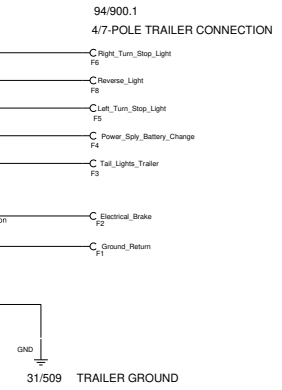 94/900.1
4/7-POLE TRAILER CONNECTION
Right_Turn_Stop_Light
F6
Reverse_Light
F8
Left_Turn_Stop_Light
F5
Power_Sply_Battery_Change
F4
Tail_Lights_Trailer
F3
on
Electrical_Brake
F2
Ground_Return
F1
GND
31/509 TRAILER GROUND